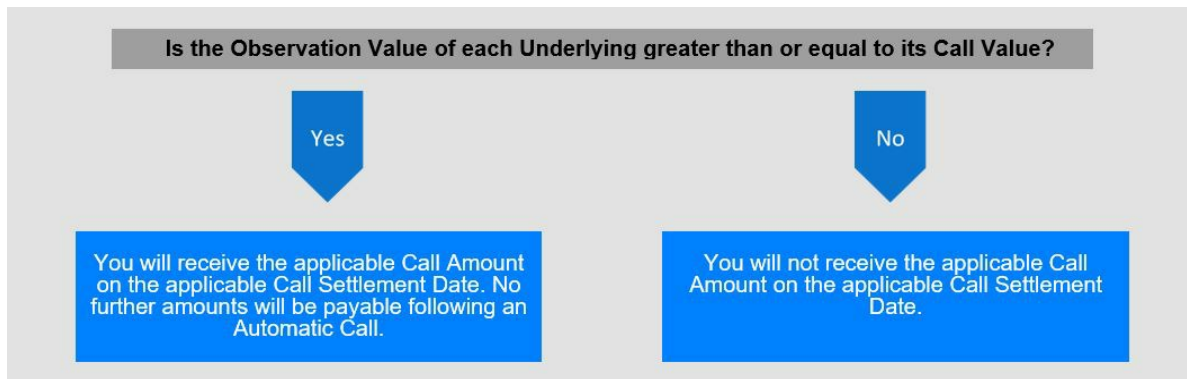 Is the Observation Value of each Underlying greater than or equal to its Call Value?
Yes
No
You will receive the applicable Call Amount
on the applicable Call Settlement Date. No
further amounts will be payable following an
Automatic Call.
You will not receive the applicable Call
Amount on the applicable Call Settlement
Date.